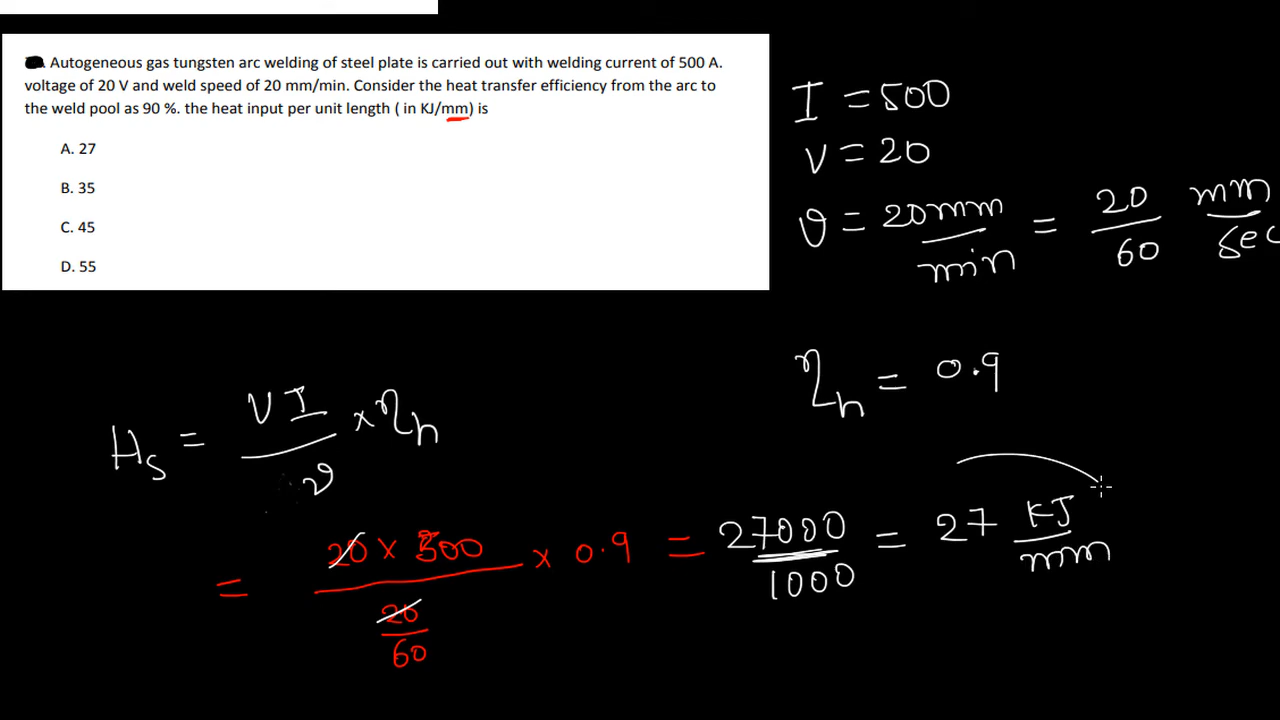 Autogeneous gas tungsten arc welding of steel plate is carried out with welding current of 500 A.
voltage of 20 V and weld speed of 20 mm/min. Consider the heat transfer efficiency from the arc to
the weld pool as 90 %. the heat input per unit length ( in KJ/mm) is
A. 27
B. 35
C. 45
D. 55
I = 500
V = 20
϶ = 20mm/min = 20/60 mm/sec
η_h = 0.9
H_s = VI/϶ × η_h
= 20 × 500 / (20/60) × 0.9 = 27000/1000 = 27 KJ/mm